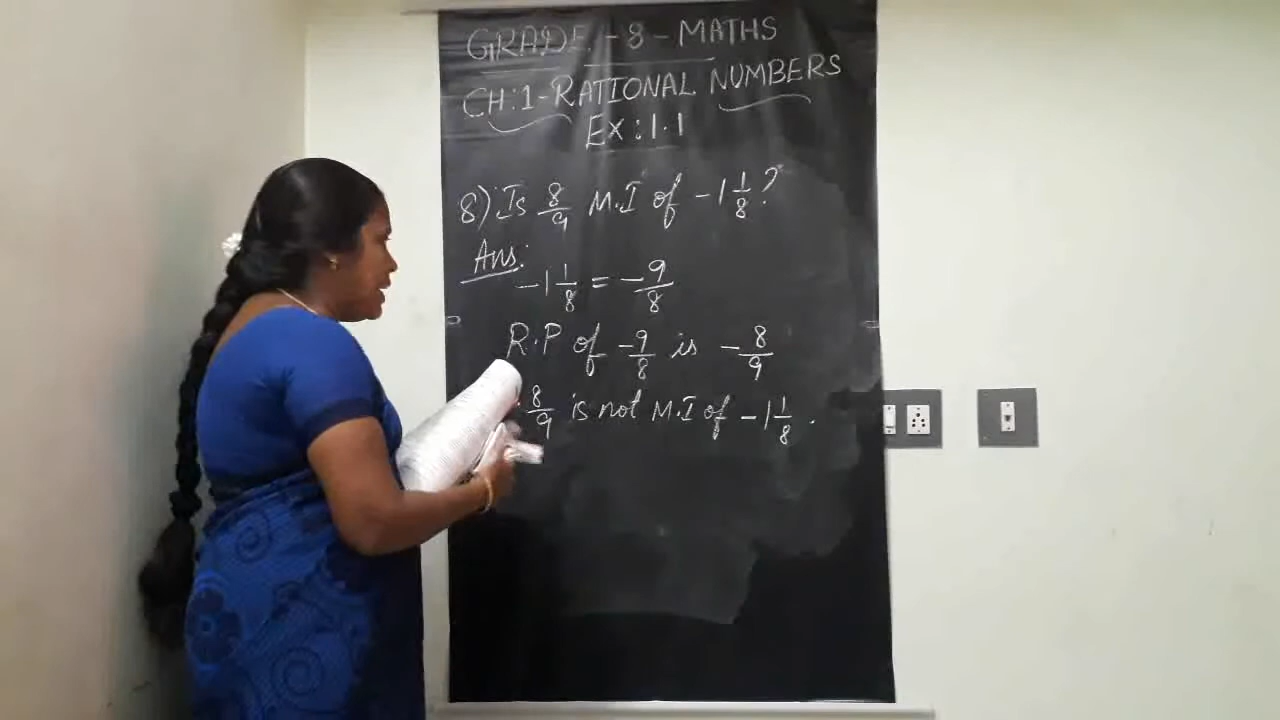 GRADE - 8 - MATHS
CH:1-RATIONAL NUMBERS
EX:1.1
8) Is 8/9 M.I of -1 1/8?
Ans:
-1 1/8 = -9/8
R.P of -9/8 is -8/9
8/9 is not M.I of -1 1/8.